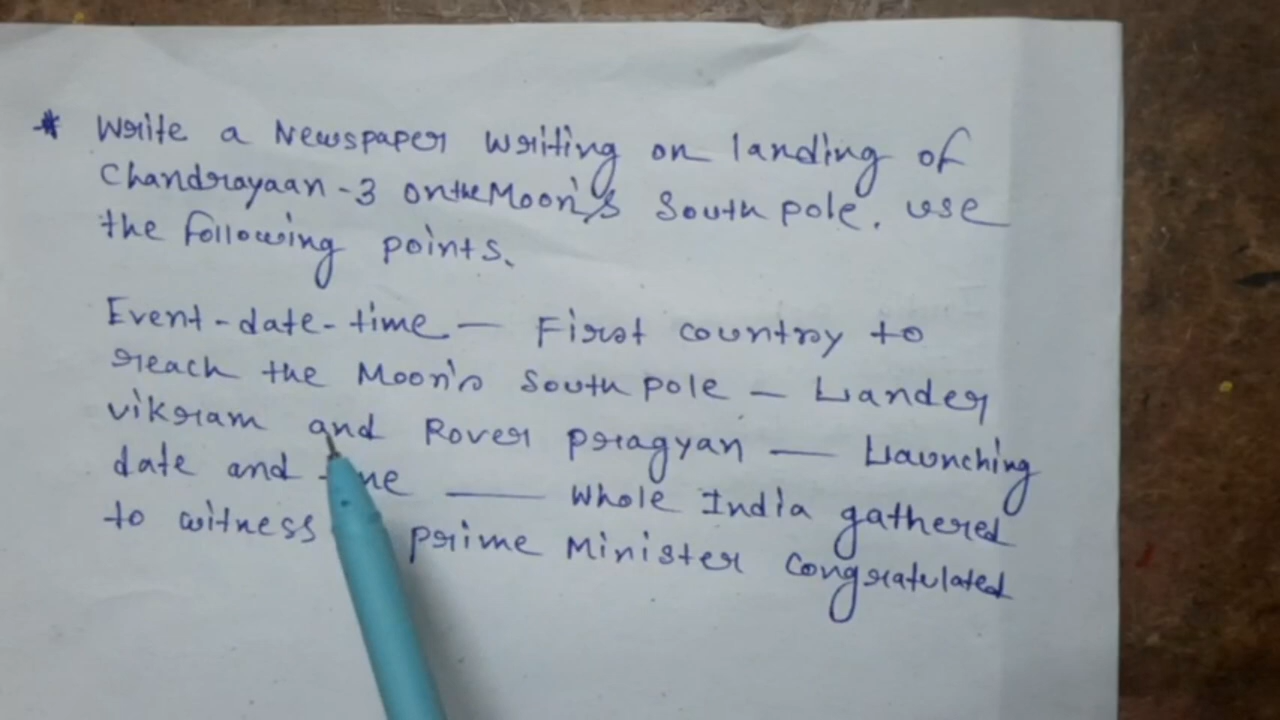 * Write a Newspaper writing on landing of
Chandrayaan-3 on the Moon's South pole. use
the following points.
Event-date-time — First country to
reach the Moon's South pole — Lander
vikram and Rover pragyan — Launching
date and — Whole India gathered
to witness prime Minister congratulated